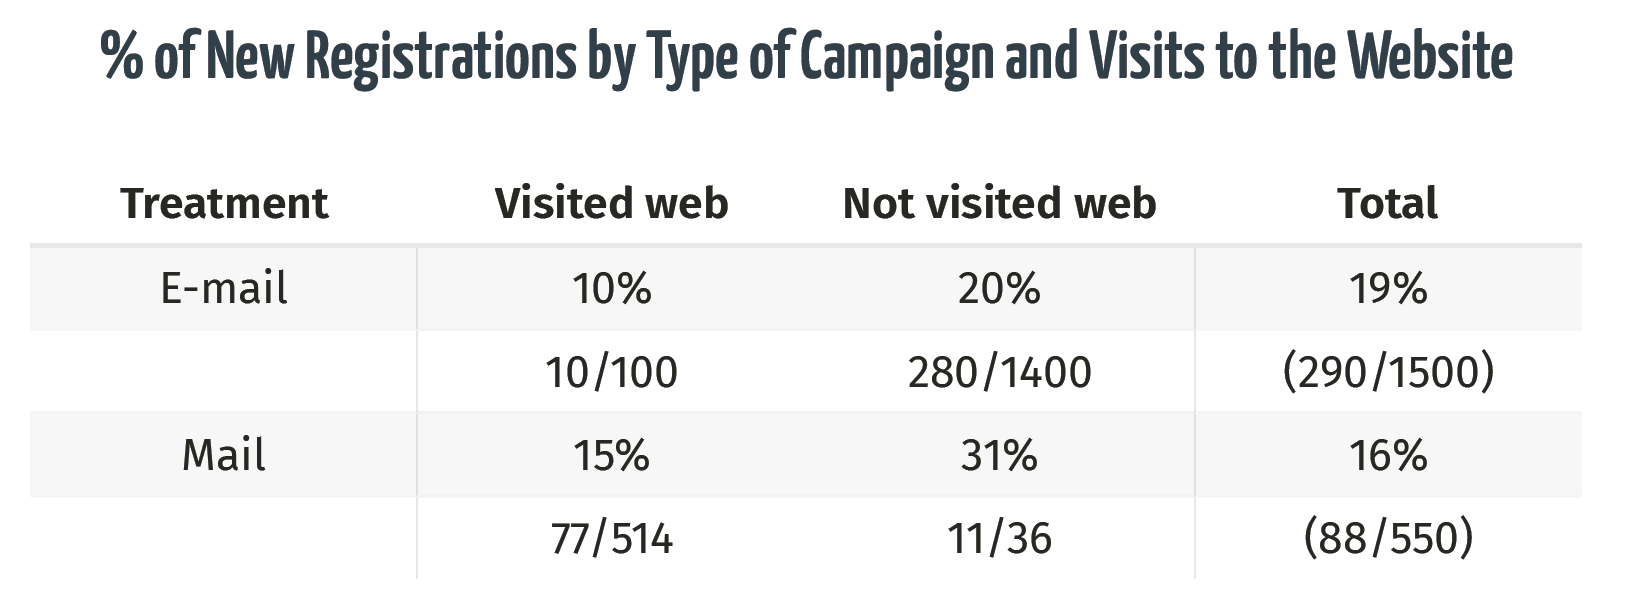 % of New Registrations by Type of Campaign and Visits to the Website
Treatment Visited web Not visited web Total
E-mail 10% 20% 19%
10/100 280/1400 (290/1500)
Mail 15% 31% 16%
77/514 11/36 (88/550)